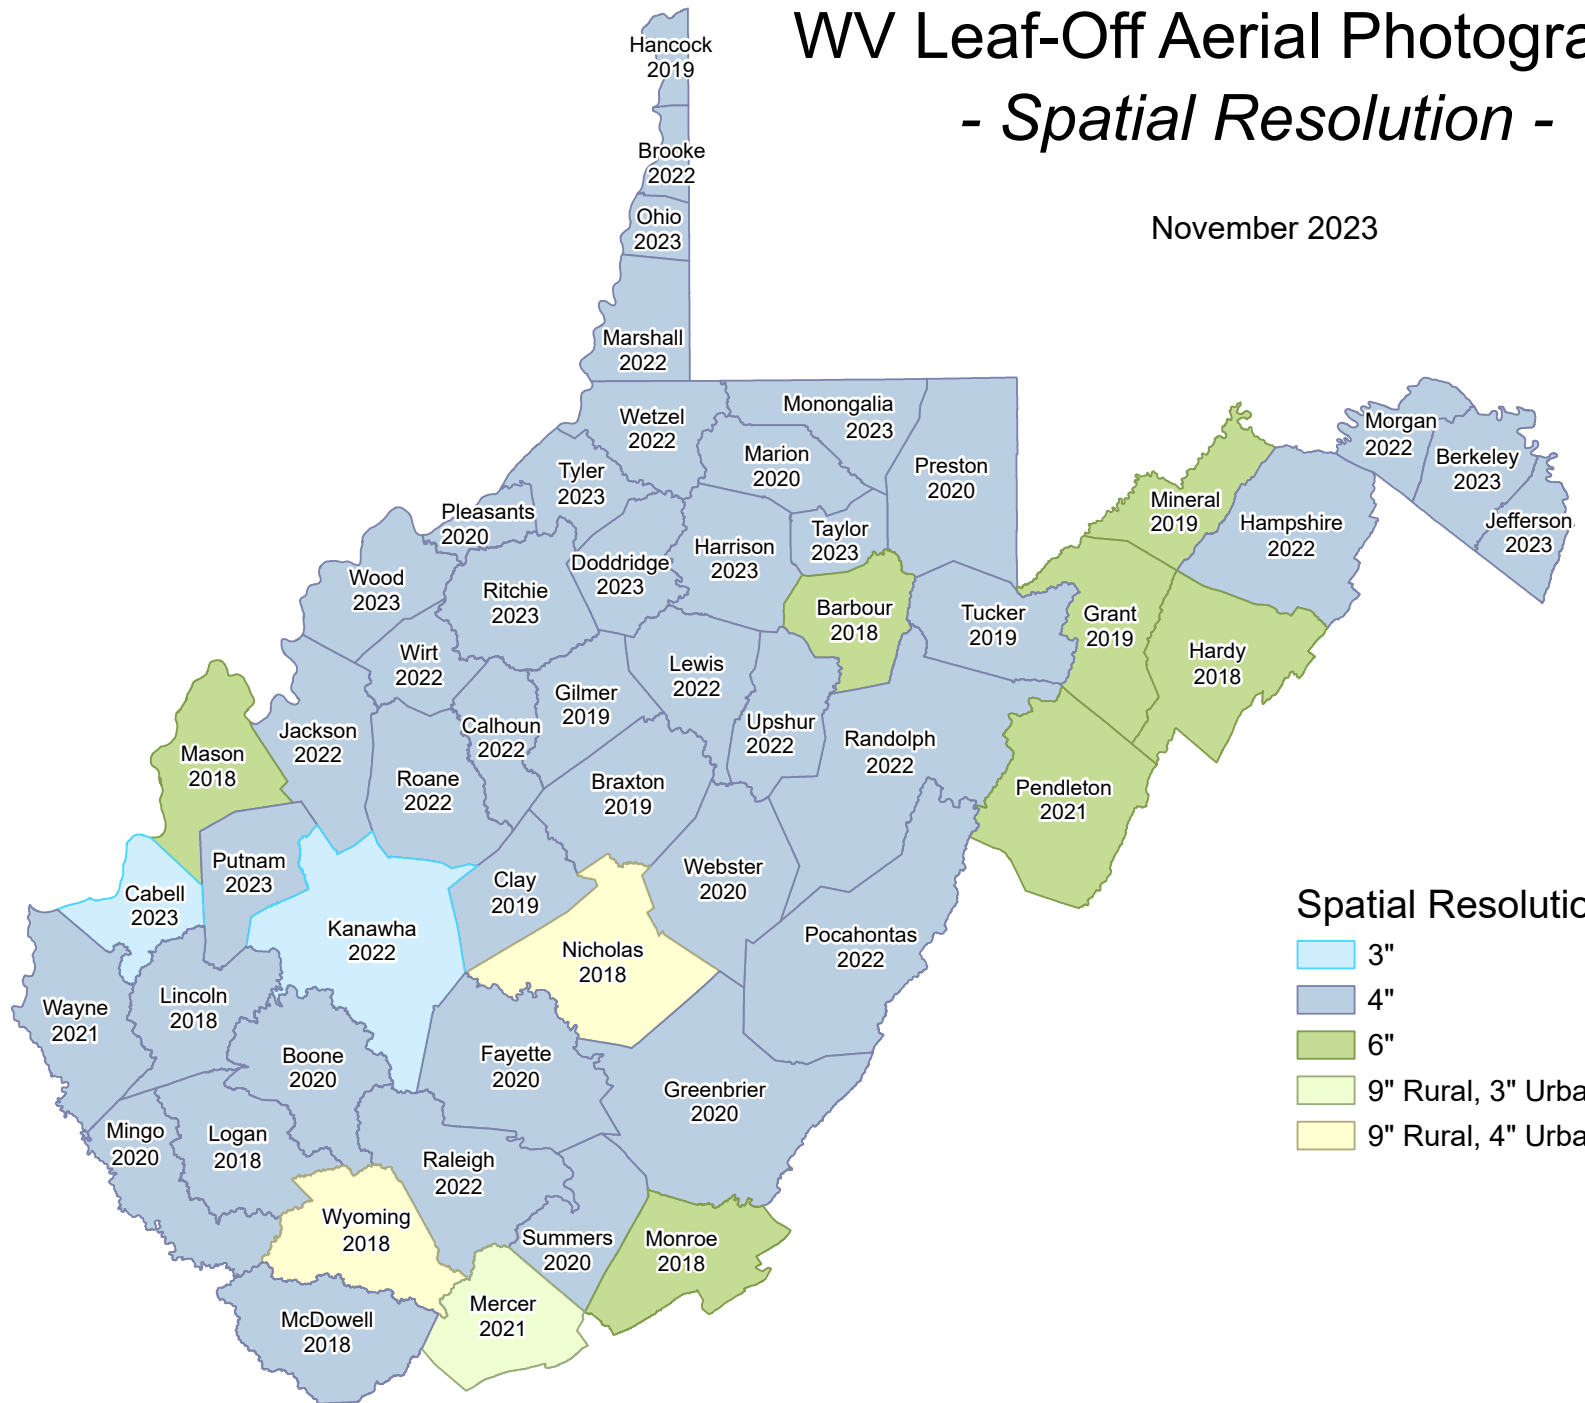 WV Leaf-Off Aerial Photogra
- Spatial Resolution -
November 2023
Hancock
2019
Brooke
2022
Ohio
2023
Marshall
2022
Wetzel
2022
Monongalia
2023
Marion
2020
Preston
2020
Tyler
2023
Pleasants
2020
Taylor
2023
Harrison
2023
Doddridge
2023
Ritchie
2023
Wood
2023
Morgan
2022
Berkeley
2023
Jefferson
2023
Mineral
2019
Hampshire
2022
Barbour
2018
Tucker
2019
Grant
2019
Hardy
2018
Wirt
2022
Lewis
2022
Gilmer
2019
Calhoun
2022
Upshur
2022
Jackson
2022
Randolph
2022
Mason
2018
Roane
2022
Braxton
2019
Pendleton
2021
Putnam
2023
Webster
2020
Clay
2019
Cabell
2023
Kanawha
2022
Nicholas
2018
Pocahontas
2022
Lincoln
2018
Wayne
2021
Boone
2020
Fayette
2020
Greenbrier
2020
Mingo
2020
Logan
2018
Raleigh
2022
Wyoming
2018
Summers
2020
Monroe
2018
Mercer
2021
McDowell
2018
Spatial Resolutio
3"
4"
6"
9" Rural, 3" Urba
9" Rural, 4" Urba